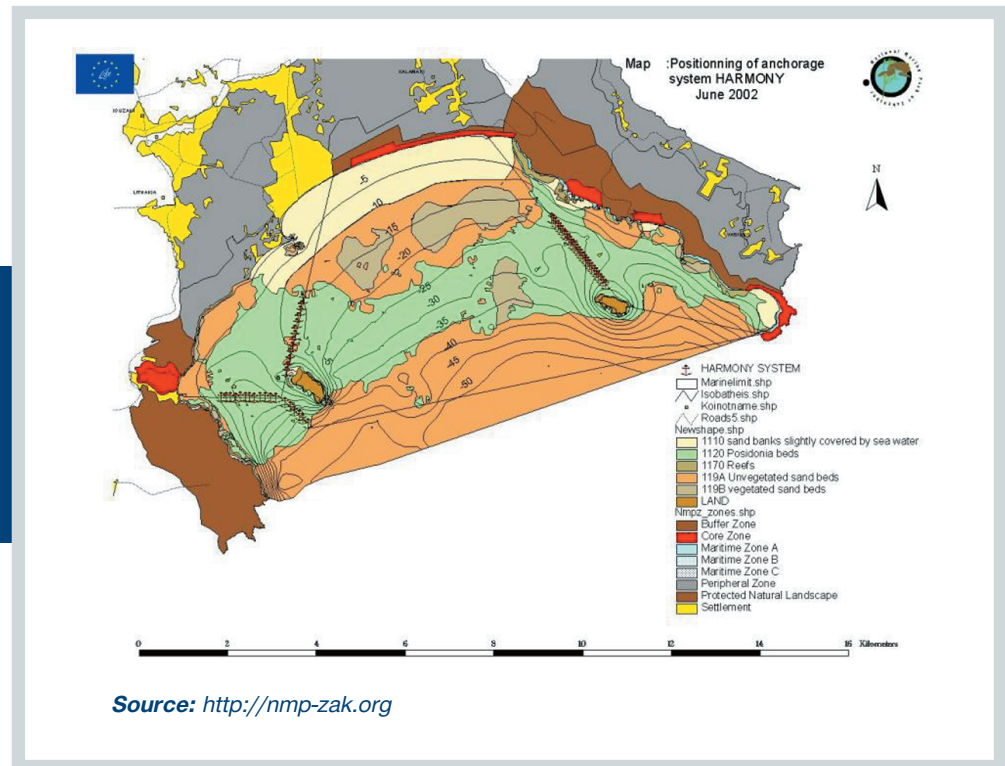 Map :Positionning of anchorage
system HARMONY
June 2002
KALAMAKI
LITHAKIA
N
-5
-10
-15
-20
-25
-30
-35
-40
-45
-50
-5
HARMONY SYSTEM
Marinelimit.shp
Isobatheis.shp
Koinotname.shp
Roads5.shp
Newshape.shp
1110 sand banks slightly covered by sea water
1120 Posidonia beds
1170 Reefs
119A Unvegetated sand beds
119B vegetated sand beds
LAND
Nmpz_zones.shp
Buffer Zone
Core Zone
Maritime Zone A
Maritime Zone B
Maritime Zone C
Peripheral Zone
Protected Natural Landscape
Settlement
0 2 4 6 8 10 12 14 16 Kilometers
Source: http://nmp-zak.org